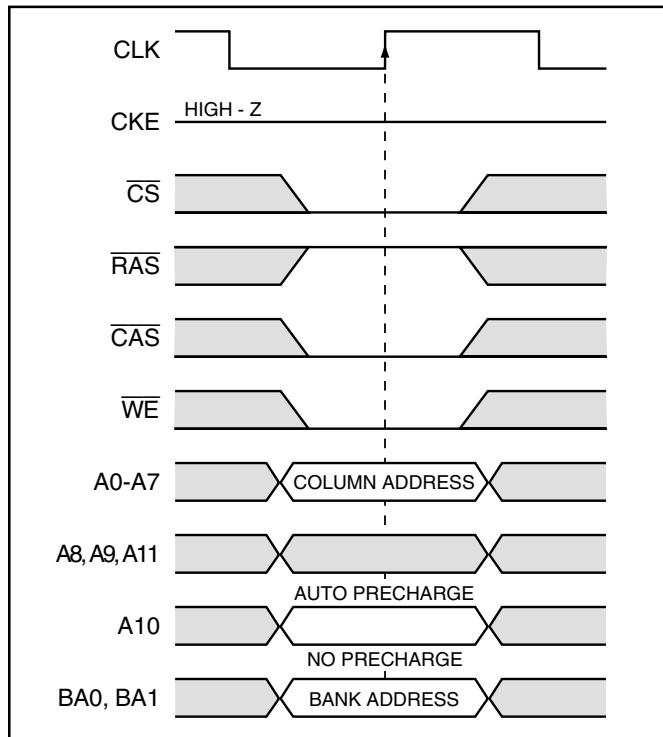 CLK
HIGH - Z
CKE
CS
RAS
CAS
WE
A0-A7 COLUMN ADDRESS
A8, A9, A11
AUTO PRECHARGE
A10
NO PRECHARGE
BA0, BA1 BANK ADDRESS